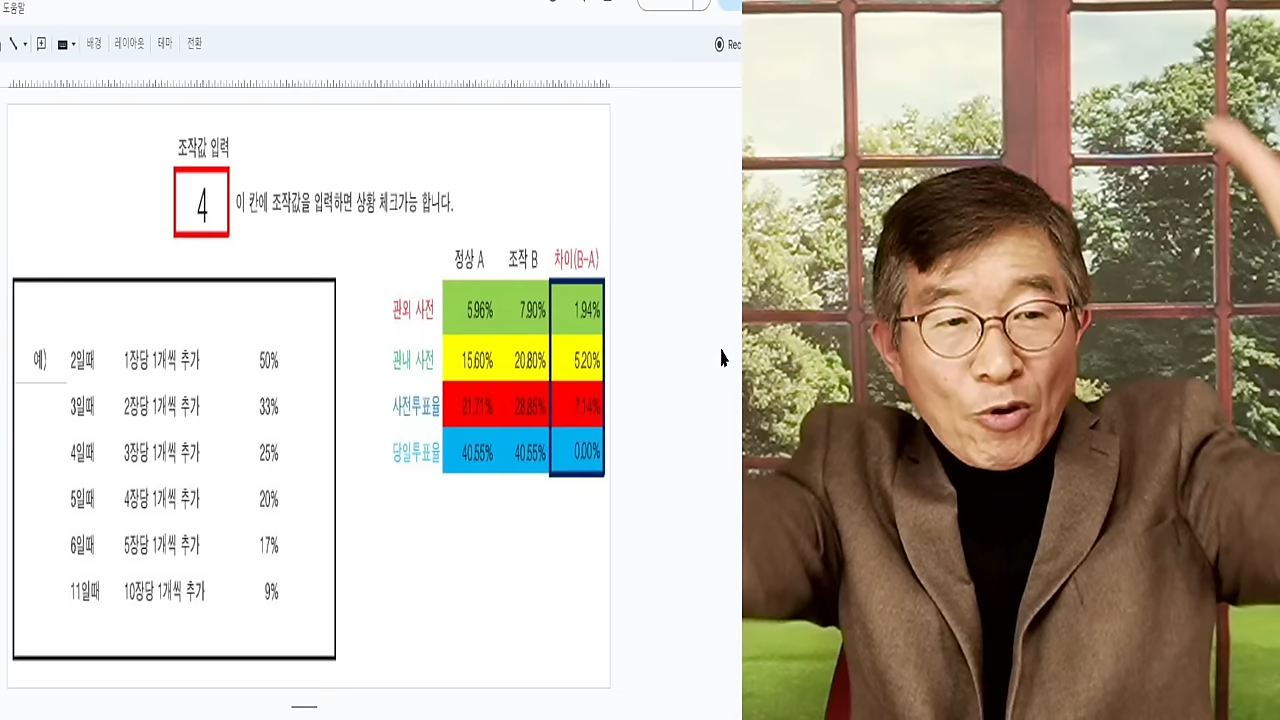 도움말
배경 레이아웃 테마 전환
Rec
조작값 입력
4 이 칸에 조작값을 입력하면 상황 체크가능 합니다.
정상 A 조작 B 차이(B-A)
관외 사전 5.96% 7.90% 1.94%
관내 사전 15.60% 20.80% 5.20%
사전투표율 21.71% 28.85% 7.14%
당일투표율 40.55% 40.55% 0.00%
예) 2일때 1장당 1개씩 추가 50%
3일때 2장당 1개씩 추가 33%
4일때 3장당 1개씩 추가 25%
5일때 4장당 1개씩 추가 20%
6일때 5장당 1개씩 추가 17%
11일때 10장당 1개씩 추가 9%